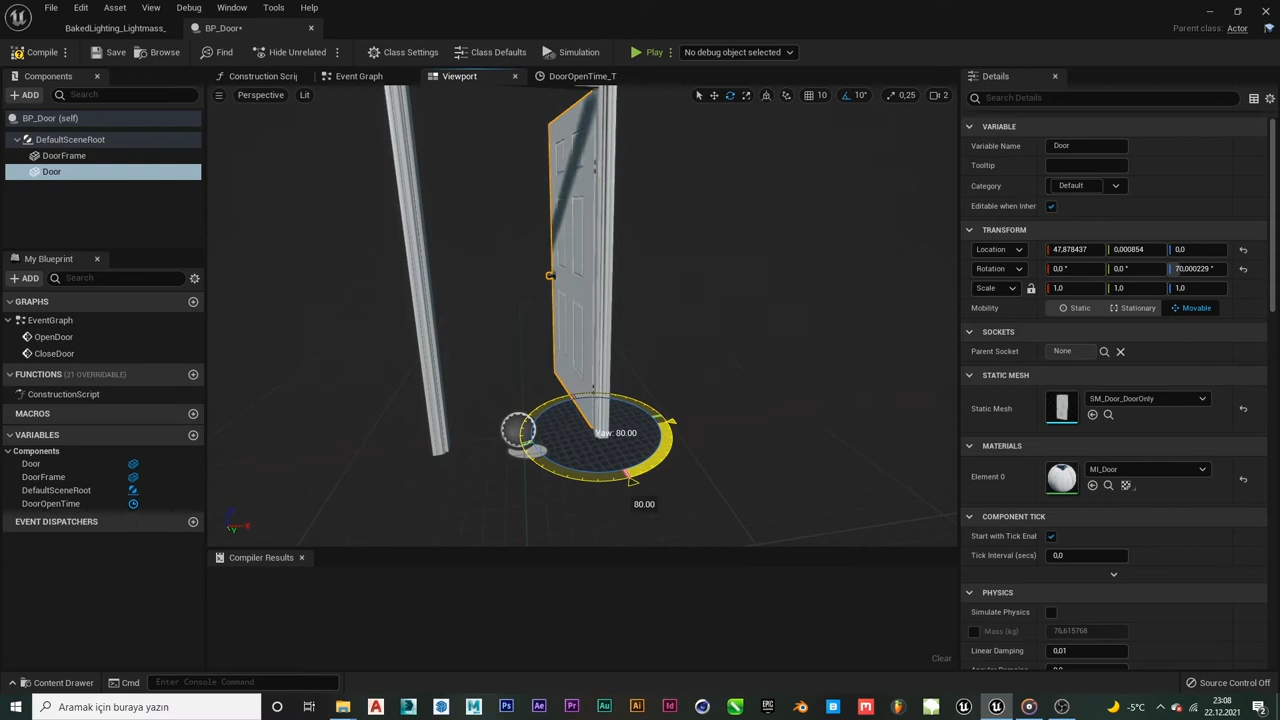 File Edit Asset View Debug Window Tools Help
BakedLighting_Lightmass_
BP_Door*
Parent class: Actor
Compile
Save
Browse
Find
Hide Unrelated
Class Settings
Class Defaults
Simulation
Play
No debug object selected
Components
Construction Scrip
Event Graph
Viewport
DoorOpenTime_T
Details
ADD
Search
Perspective
Lit
10
10°
0,25
2
Search Details
BP_Door (self)
DefaultSceneRoot
DoorFrame
Door
VARIABLE
Variable Name
Door
Tooltip
Category
Default
Editable when Inher
TRANSFORM
Location
47,878437
0,000854
0,0
Rotation
0,0 °
0,0 °
70,000229 °
Scale
1,0
1,0
1,0
Mobility
Static
Stationary
Movable
My Blueprint
ADD
Search
GRAPHS
EventGraph
OpenDoor
CloseDoor
FUNCTIONS (21 OVERRIDABLE)
ConstructionScript
MACROS
VARIABLES
Components
Door
DoorFrame
DefaultSceneRoot
DoorOpenTime
EVENT DISPATCHERS
Yaw: 80.00
80.00
Z
X
Y
SOCKETS
Parent Socket
None
STATIC MESH
Static Mesh
SM_Door_DoorOnly
MATERIALS
Element 0
MI_Door
COMPONENT TICK
Start with Tick Enat
Tick Interval (secs)
0,0
PHYSICS
Simulate Physics
Mass (kg)
76,615768
Linear Damping
0,01
Compiler Results
Clear
Content Drawer
Cmd
Enter Console Command
Source Control Off
Aramak için buraya yazın
-5°C
23:08
22.12.2021